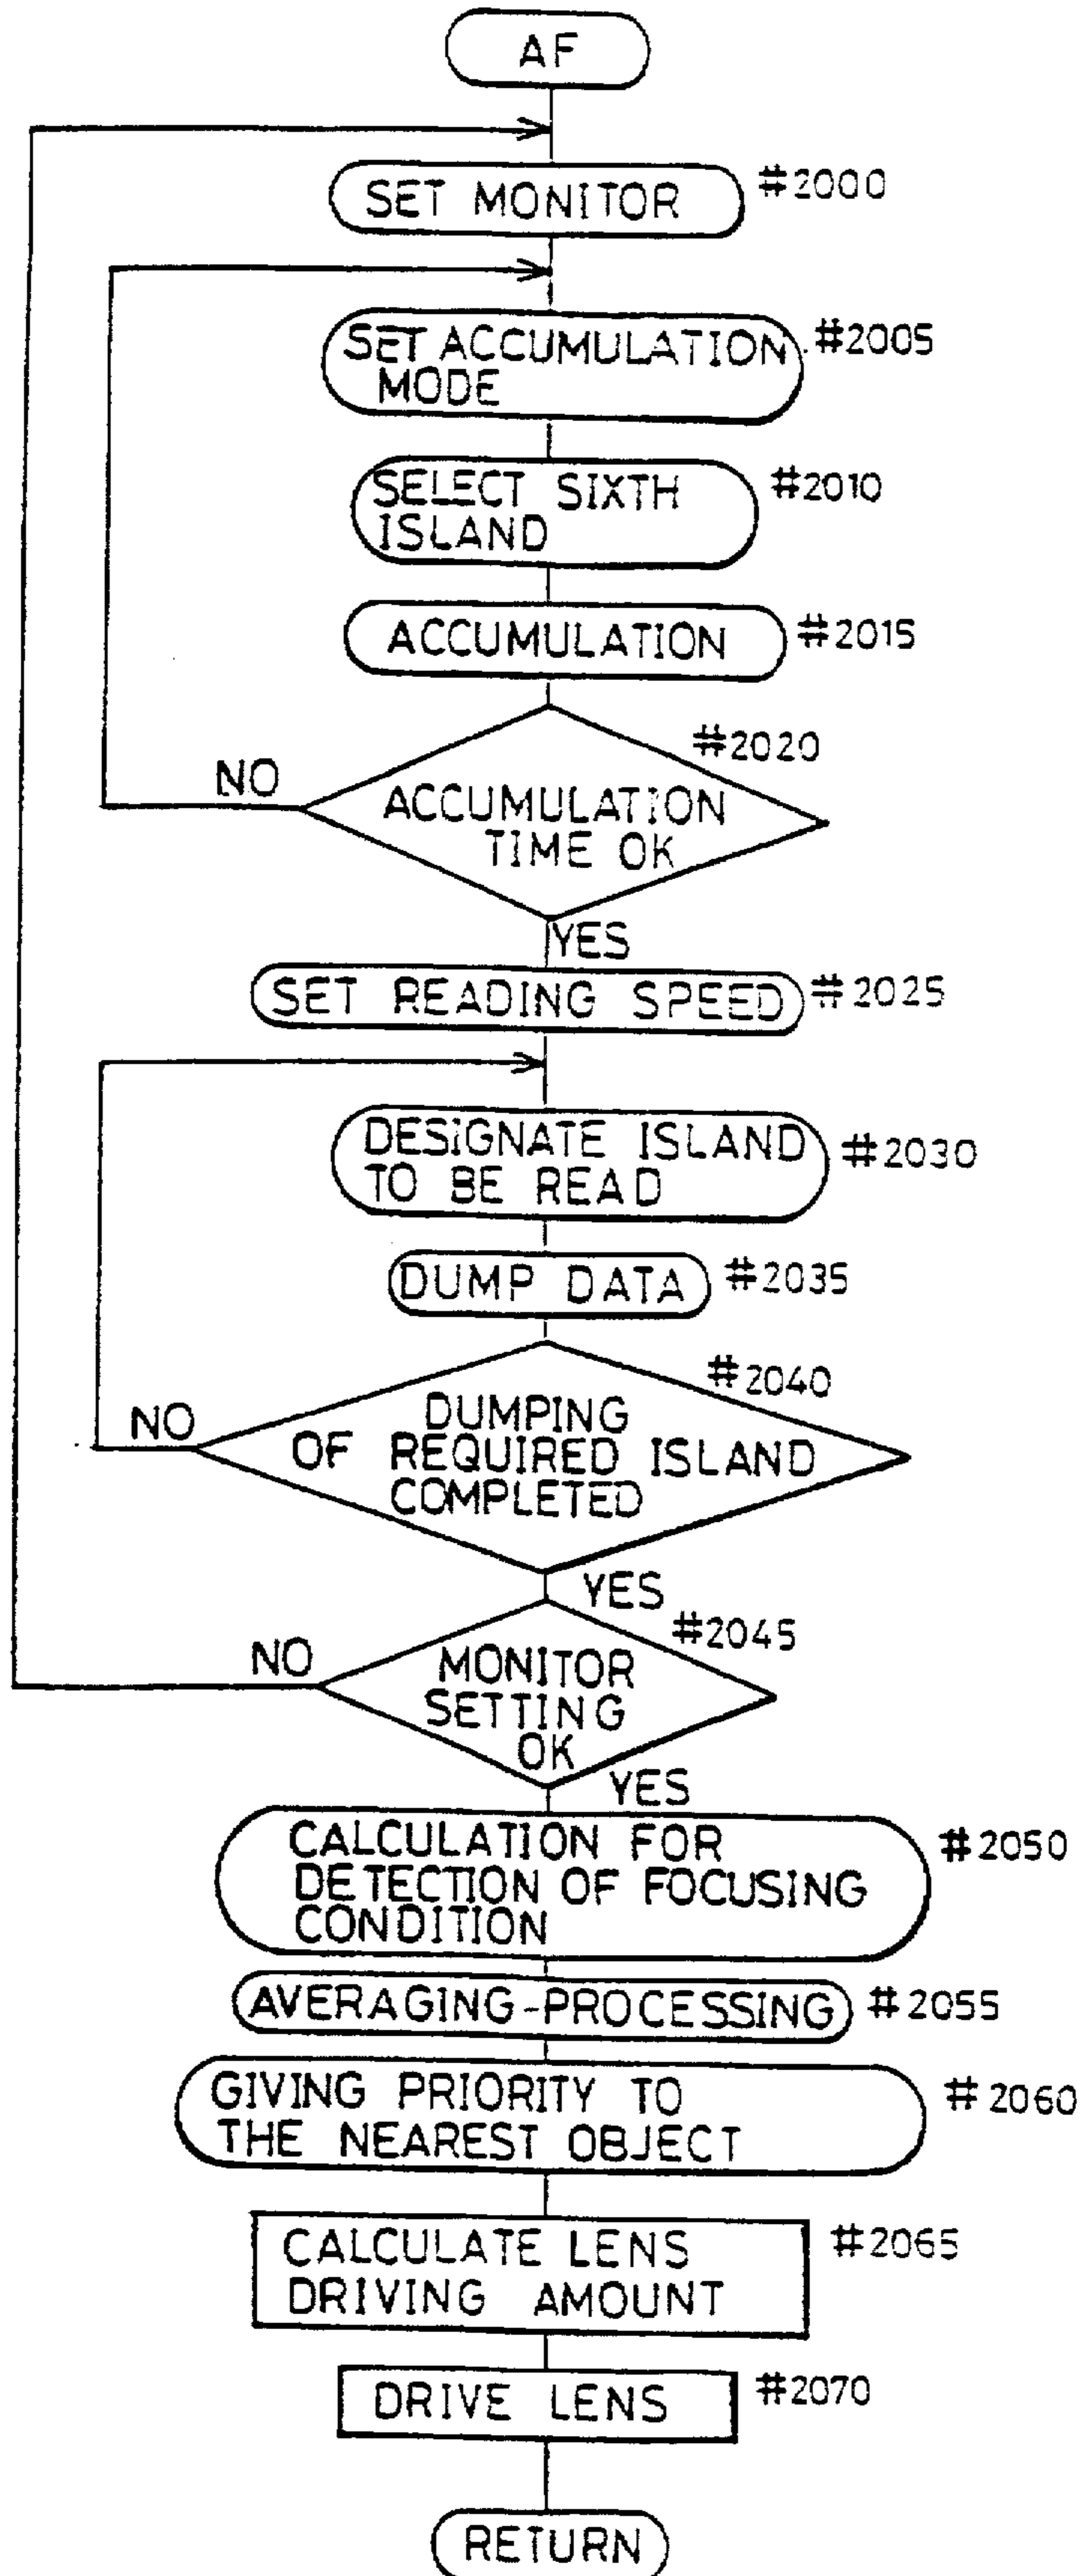 AF
SET MONITOR
#2000
SET ACCUMULATION
MODE
#2005
SELECT SIXTH
ISLAND
#2010
ACCUMULATION
#2015
#2020
NO
ACCUMULATION
TIME OK
YES
SET READING SPEED
#2025
DESIGNATE ISLAND
TO BE READ
#2030
DUMP DATA
#2035
#2040
NO
DUMPING
OF REQUIRED ISLAND
COMPLETED
YES
#2045
NO
MONITOR
SETTING
OK
YES
CALCULATION FOR
DETECTION OF FOCUSING
CONDITION
#2050
AVERAGING-PROCESSING
#2055
GIVING PRIORITY TO
THE NEAREST OBJECT
#2060
CALCULATE LENS
DRIVING AMOUNT
#2065
DRIVE LENS
#2070
RETURN